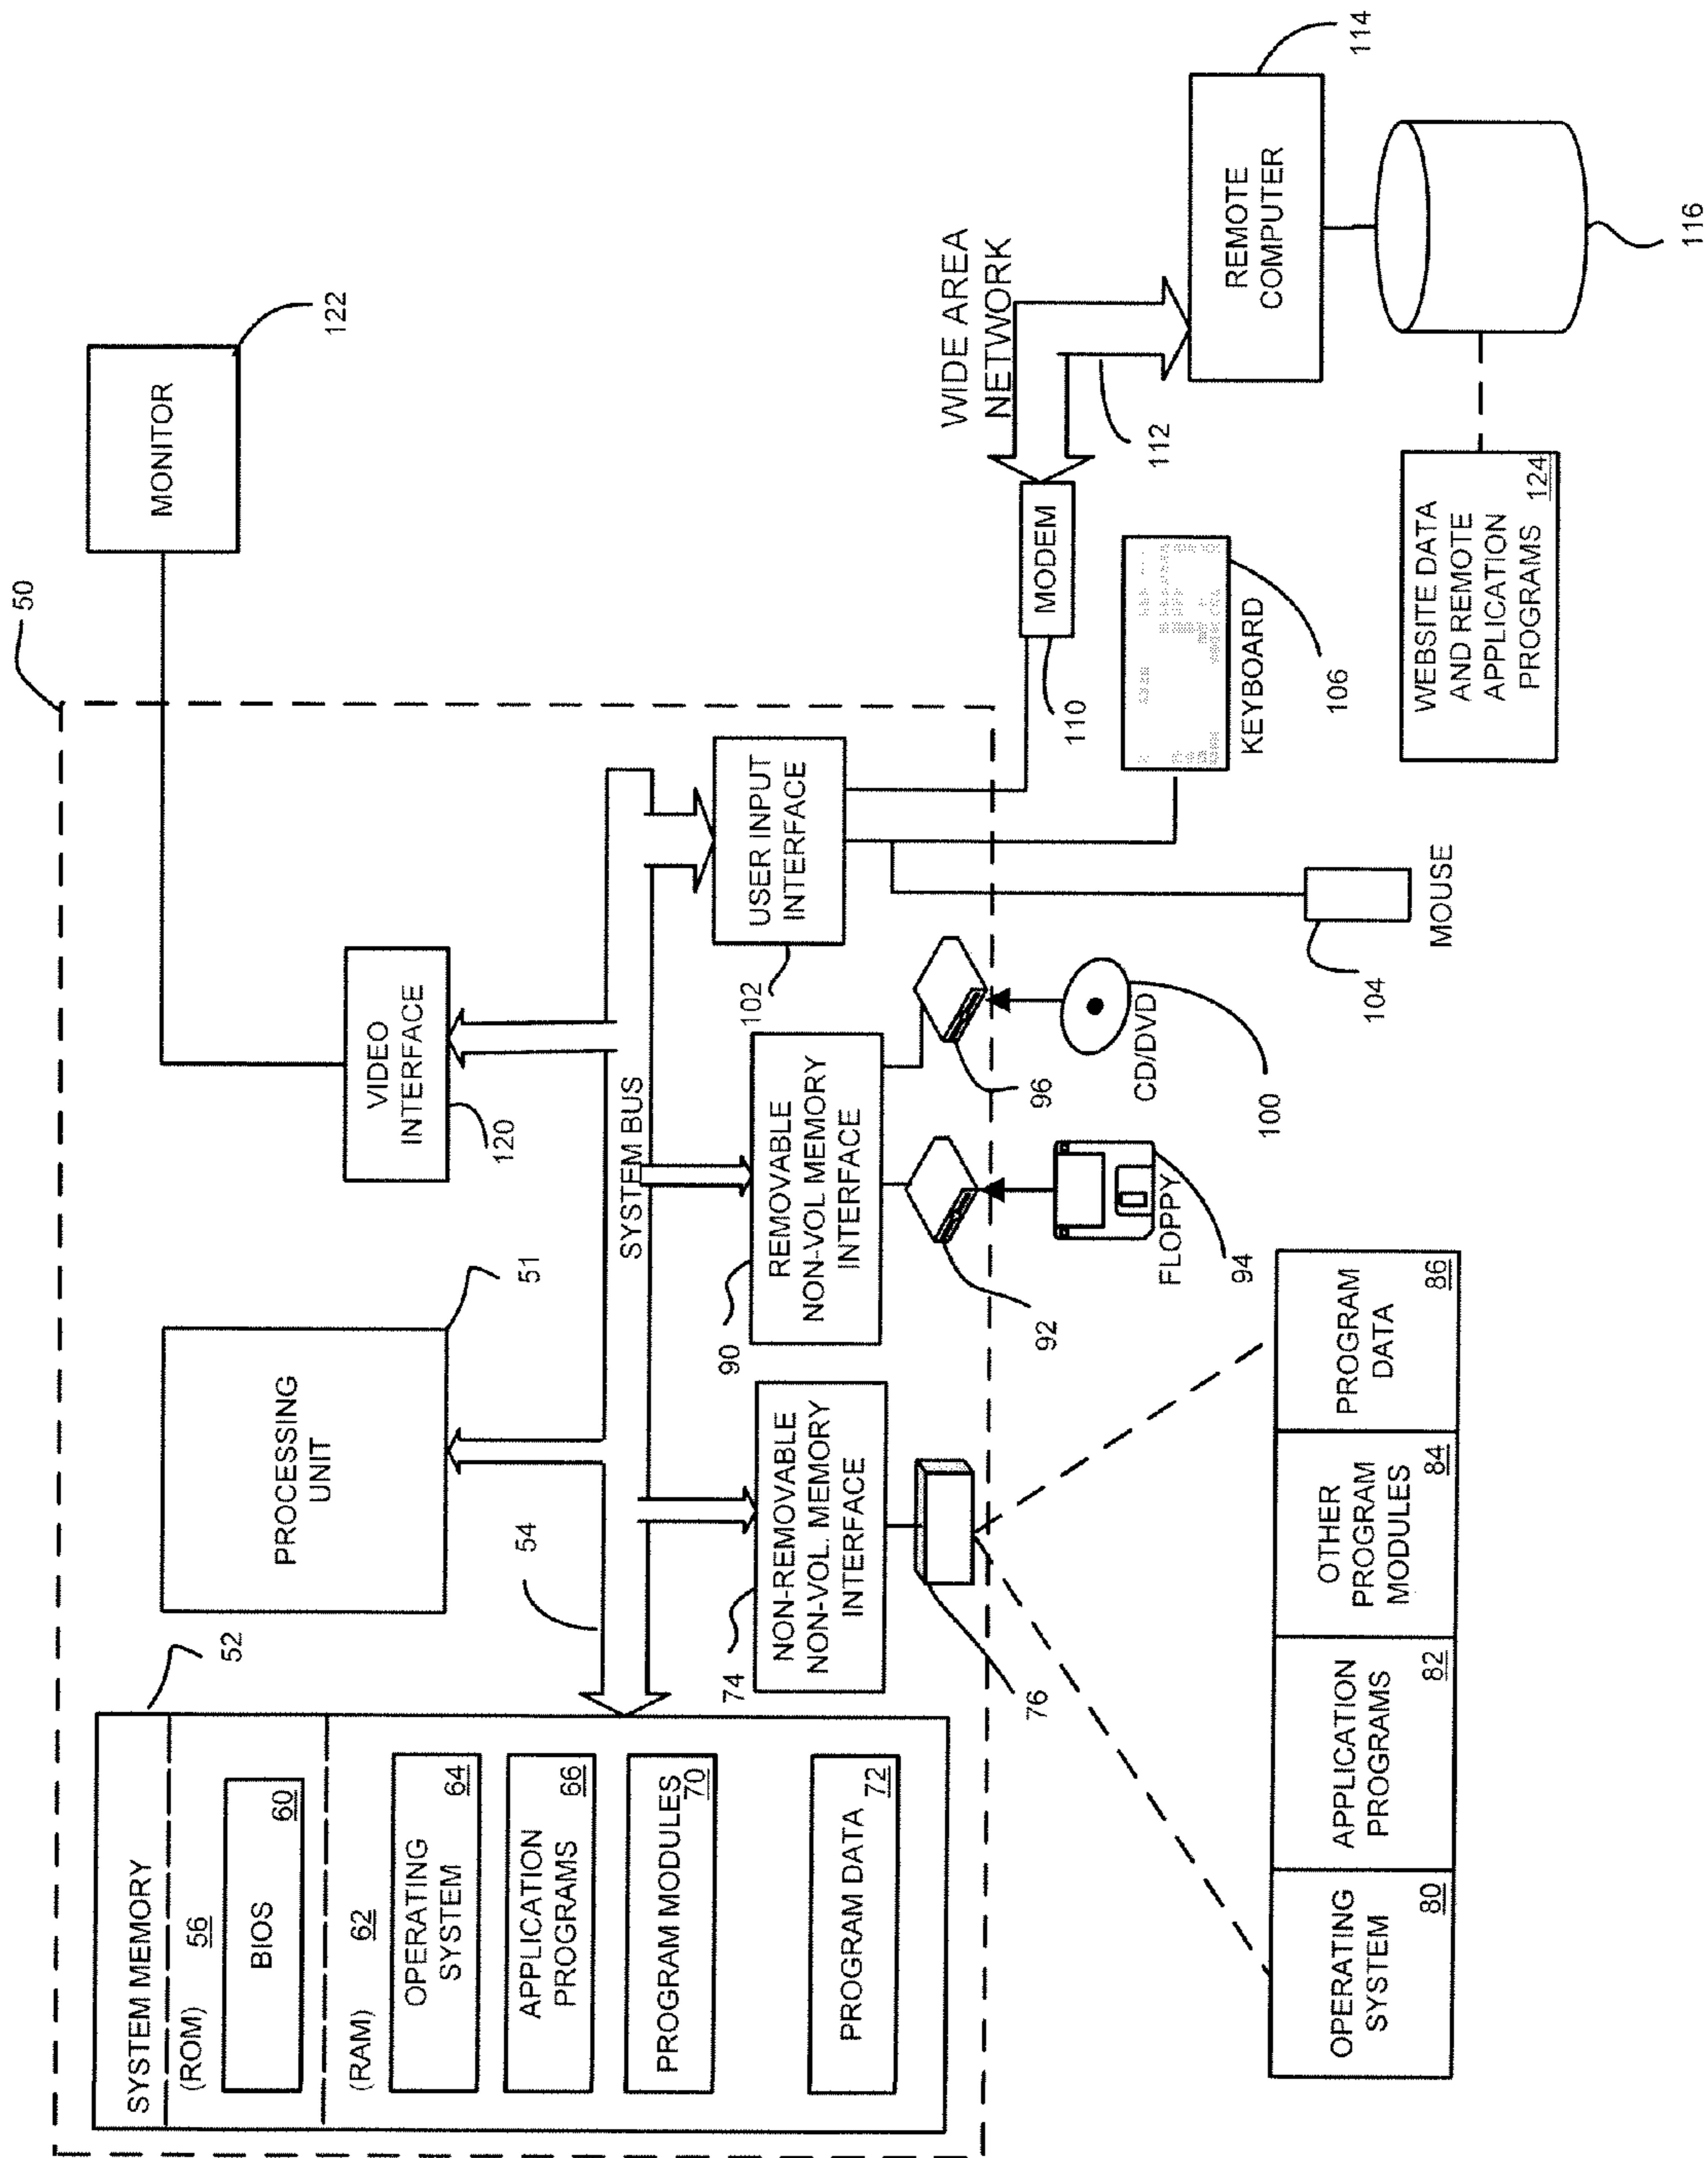 50
SYSTEM MEMORY
52
(ROM) 56
BIOS
60
(RAM) 62
OPERATING
SYSTEM
64
APPLICATION
PROGRAMS
66
PROGRAM MODULES
70
PROGRAM DATA
72
PROCESSING
UNIT
51
54
SYSTEM BUS
VIDEO
INTERFACE
120
MONITOR
122
NON-REMOVABLE
NON-VOL. MEMORY
INTERFACE
74
76
REMOVABLE
NON-VOL MEMORY
INTERFACE
90
92
96
USER INPUT
INTERFACE
102
FLOPPY
94
CD/DVD
100
MOUSE
104
KEYBOARD
106
MODEM
110
WIDE AREA
NETWORK
112
REMOTE
COMPUTER
114
116
WEBSITE DATA
AND REMOTE
APPLICATION
PROGRAMS
124
OPERATING
SYSTEM
80
APPLICATION
PROGRAMS
82
OTHER
PROGRAM
MODULES
84
PROGRAM
DATA
86